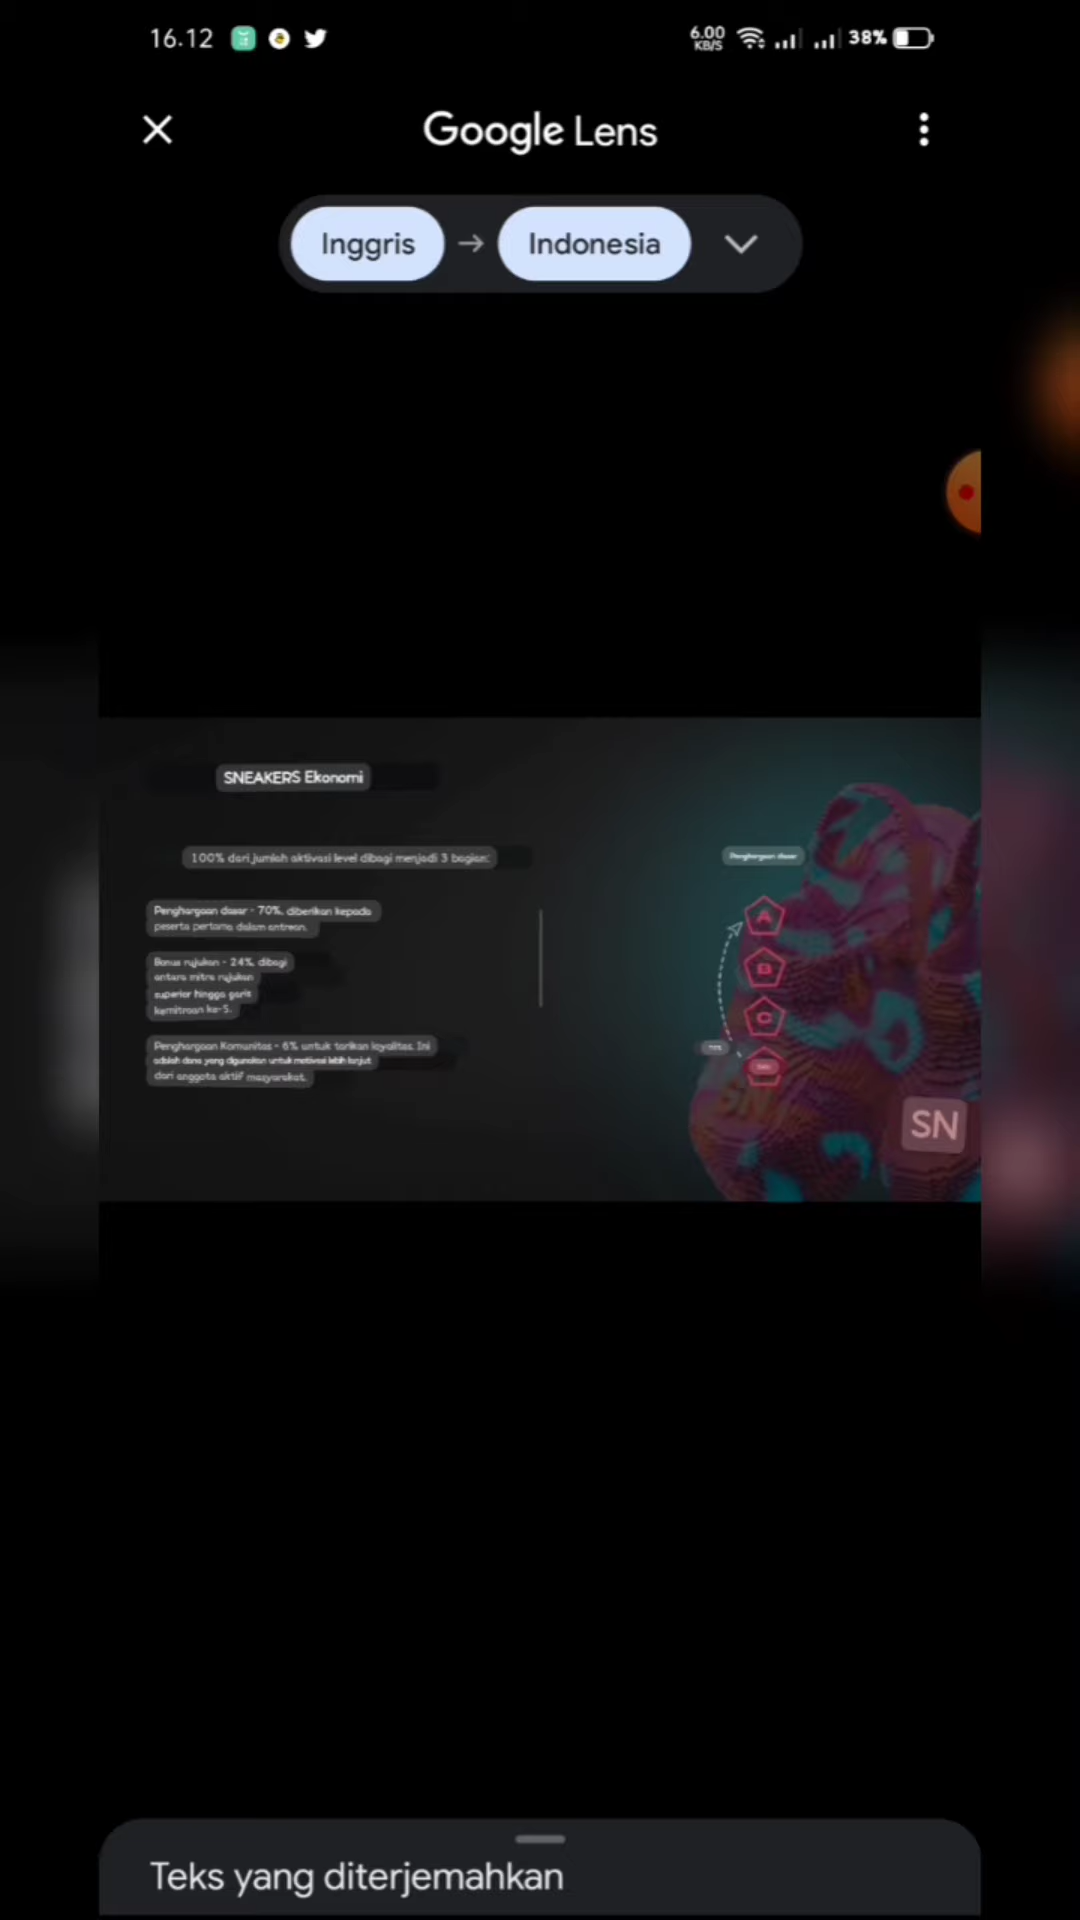 16.12
6.00
KB/S
38%
Google Lens
Inggris → Indonesia
SNEAKERS Ekonomi
100% dari jumlah aktivasi level dibagi menjadi 3 bagian:
Penghargaan dasar
Penghargaan dasar - 70%, diberikan kepada
peserta pertama dalam antrean.
Bonus rujukan - 24%, dibagi
antara mitra rujukan
superior hingga garis
kemitraan ke-5.
Penghargaan Komunitas - 6% untuk tarikan loyalitas. Ini
adalah dana yang digunakan untuk motivasi lebih lanjut
dari anggota aktif masyarakat.
A
B
C
SN
SN
Teks yang diterjemahkan